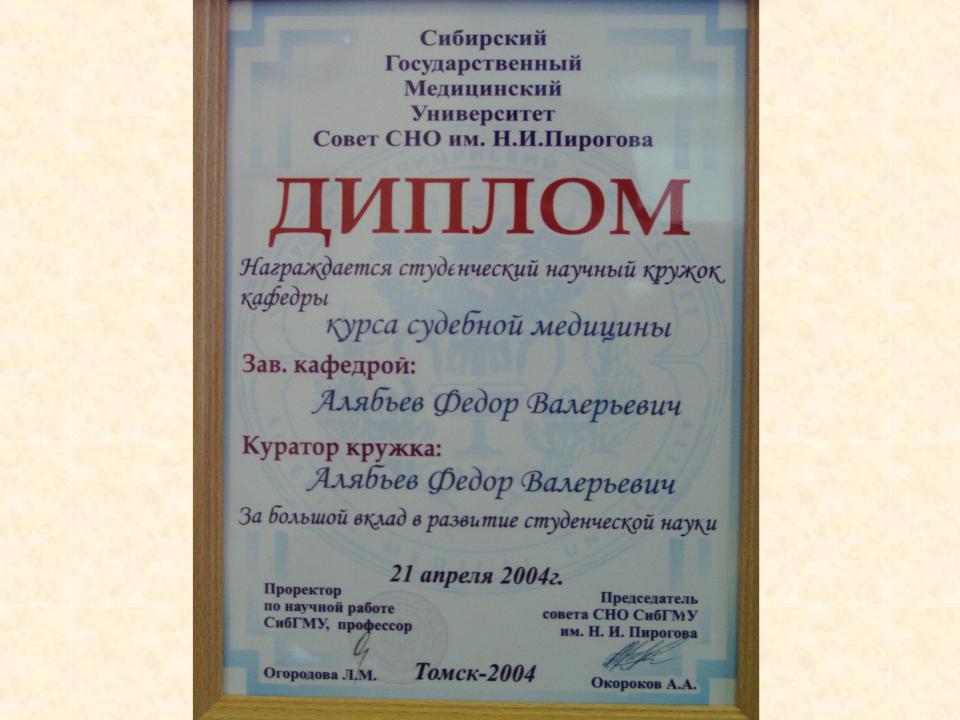 Сибирский
Государственный
Медицинский
Университет
Совет СНО им. Н.И.Пирогова
ДИПЛОМ
Награждается студенческий научный кружок
кафедры
курса судебной медицины
Зав. кафедрой:
Алябьев Федор Валерьевич
Куратор кружка:
Алябьев Федор Валерьевич
За большой вклад в развитие студенческой науки
21 апреля 2004г.
Проректор
по научной работе
СибГМУ, профессор
Огородова Л.М.
Председатель
совета СНО СибГМУ
им. Н. И. Пирогова
Окороков А.А.
Томск-2004